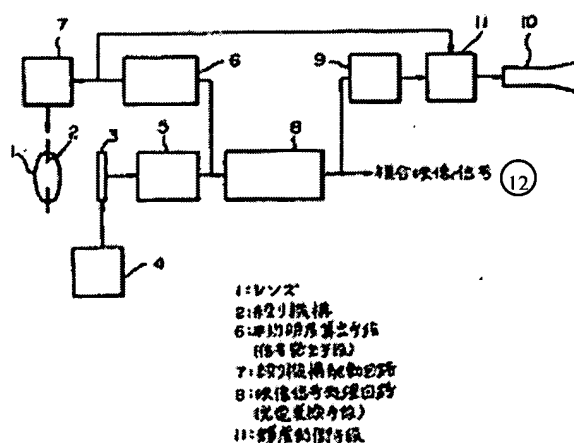 7
6
9
11
10
1
2
3
5
8
複合映像信号 12
4
1:レンズ
2:絞り機構
6:平均明度算出手段
(信号発生手段)
7:絞り機構駆動回路
8:映像信号処理回路
(光電変換手段)
11:輝度制御手段